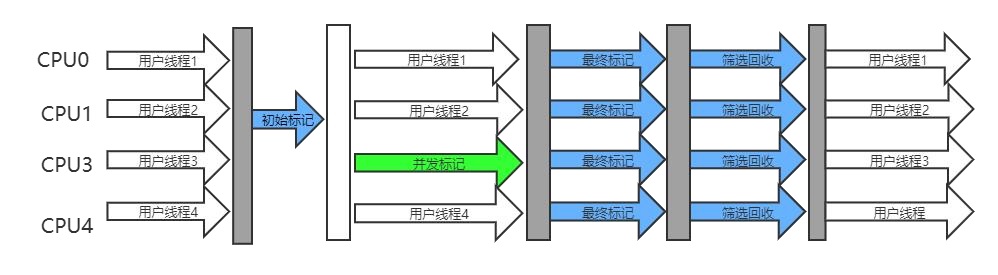 CPU0 用户线程1 用户线程1 最终标记 筛选回收 用户线程1
CPU1 用户线程2 初始标记 用户线程2 最终标记 筛选回收 用户线程2
CPU3 用户线程3 并发标记 最终标记 筛选回收 用户线程3
CPU4 用户线程4 用户线程4 最终标记 筛选回收 用户线程